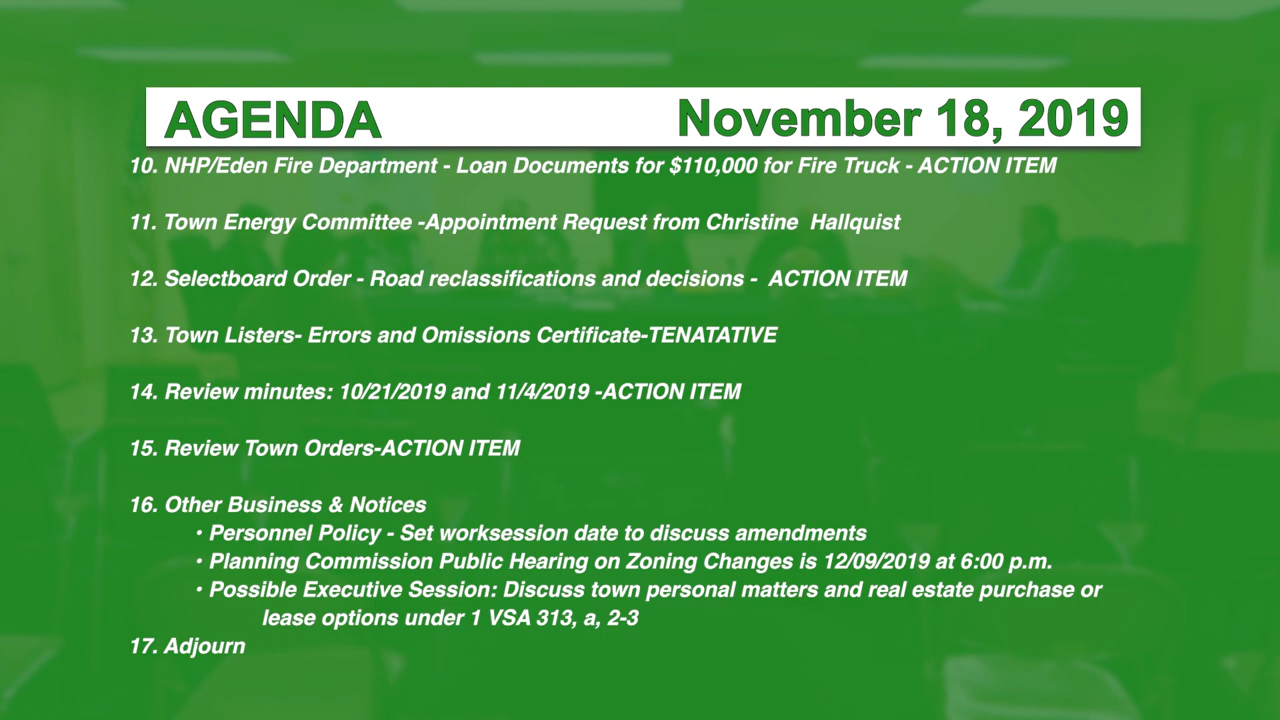 AGENDA November 18, 2019
10. NHP/Eden Fire Department - Loan Documents for $110,000 for Fire Truck - ACTION ITEM
11. Town Energy Committee -Appointment Request from Christine  Hallquist
12. Selectboard Order - Road reclassifications and decisions -  ACTION ITEM
13. Town Listers- Errors and Omissions Certificate-TENATATIVE
14. Review minutes: 10/21/2019 and 11/4/2019 -ACTION ITEM
15. Review Town Orders-ACTION ITEM
16. Other Business & Notices
• Personnel Policy - Set worksession date to discuss amendments
• Planning Commission Public Hearing on Zoning Changes is 12/09/2019 at 6:00 p.m.
• Possible Executive Session: Discuss town personal matters and real estate purchase or
lease options under 1 VSA 313, a, 2-3
17. Adjourn